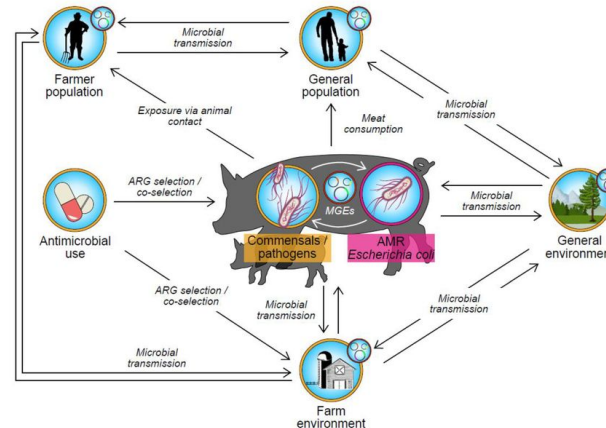 Microbial
transmission
Farmer
population
General
population
Exposure via animal
contact
Meat
consumption
Microbial
transmission
ARG selection /
co-selection
MGEs
Microbial
transmission
Antimicrobial
use
Commensals /
pathogens
AMR
Escherichia coli
General
environment
ARG selection /
co-selection
Microbial
transmission
Microbial
transmission
Microbial
transmission
Farm
environment